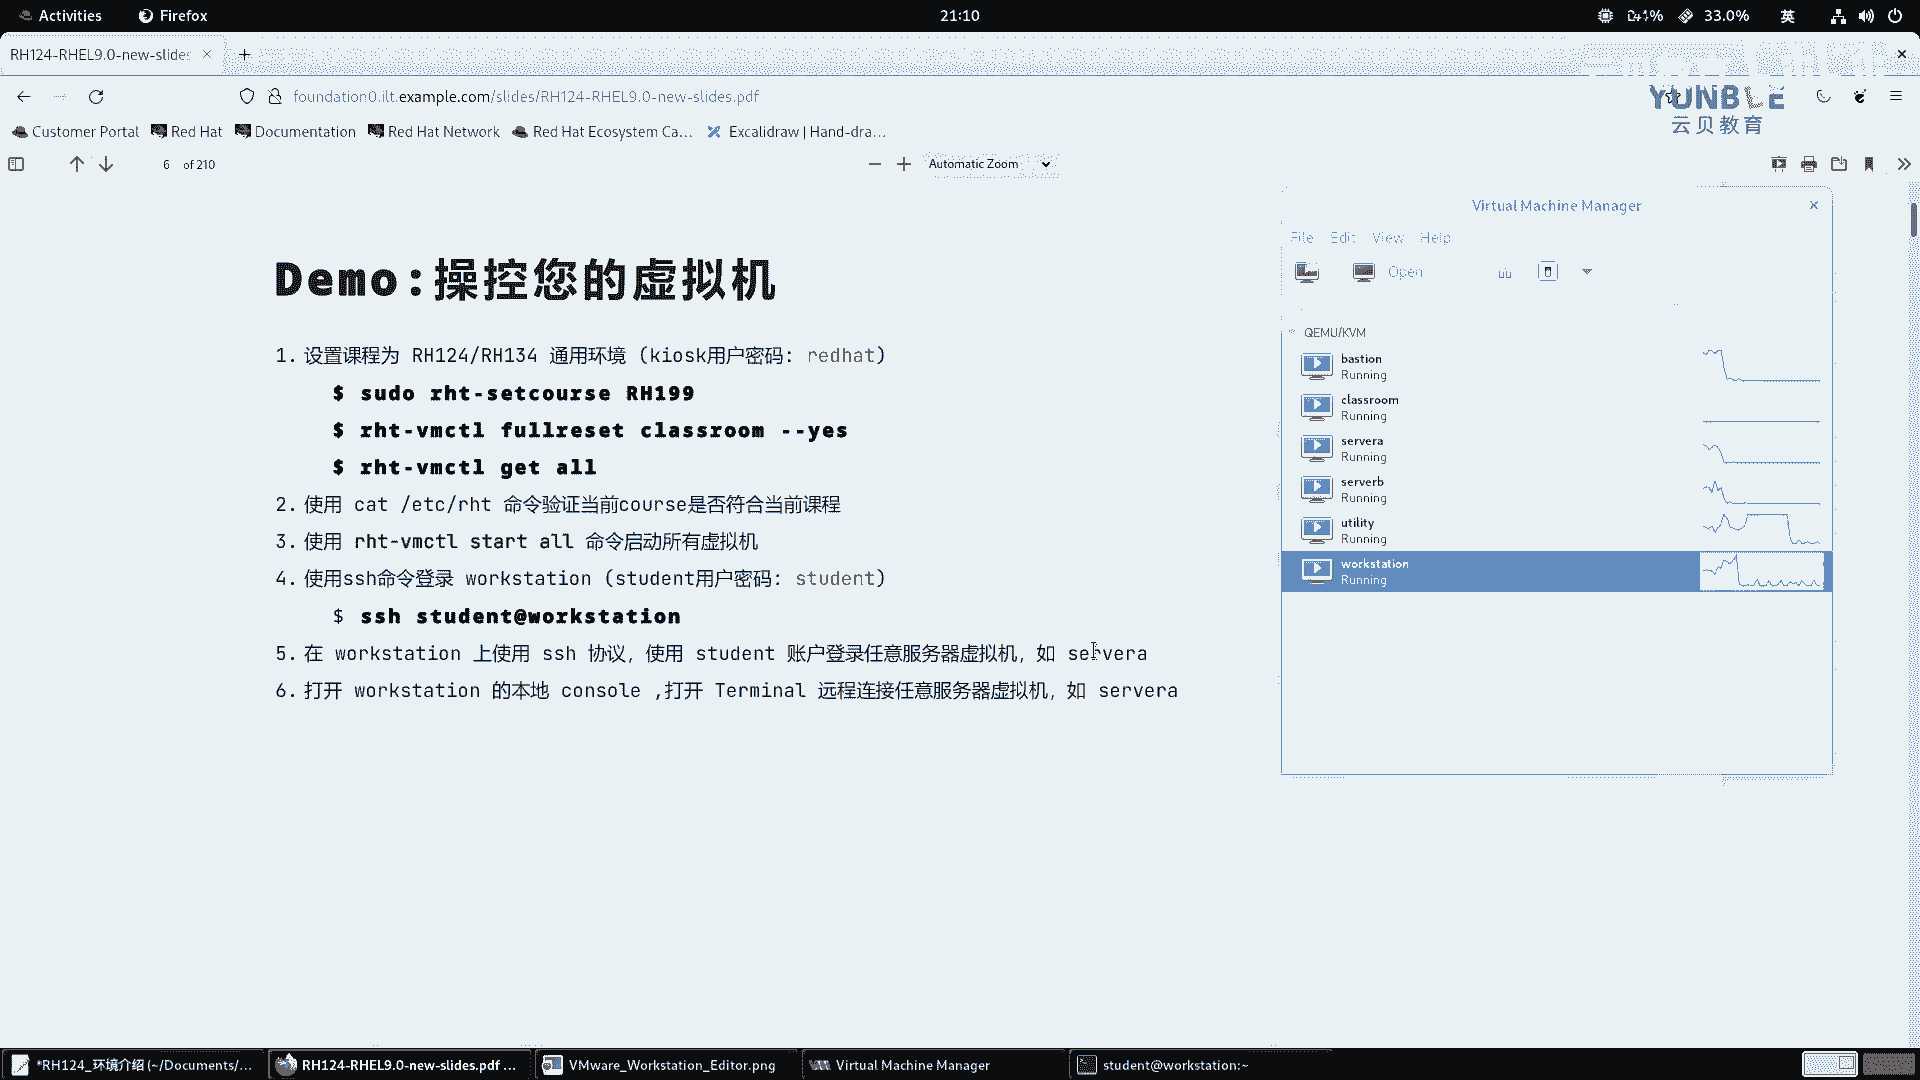 Activities
Firefox
21:10
33.0%
英
RH124-RHEL9.0-new-slides
foundation0.ilt.example.com/slides/RH124-RHEL9.0-new-slides.pdf
YUNBLE
云贝教育
Customer Portal
Red Hat
Documentation
Red Hat Network
Red Hat Ecosystem Ca...
Excalidraw | Hand-dra...
6 of 210
Automatic Zoom
Demo:操控您的虚拟机
1. 设置课程为 RH124/RH134 通用环境 (kiosk用户密码: redhat)
$ sudo rht-setcourse RH199
$ rht-vmctl fullreset classroom --yes
$ rht-vmctl get all
2. 使用 cat /etc/rht 命令验证当前course是否符合当前课程
3. 使用 rht-vmctl start all 命令启动所有虚拟机
4. 使用ssh命令登录 workstation (student用户密码: student)
$ ssh student@workstation
5. 在 workstation 上使用 ssh 协议, 使用 student 账户登录任意服务器虚拟机, 如 servera
6. 打开 workstation 的本地 console ,打开 Terminal 远程连接任意服务器虚拟机, 如 servera
Virtual Machine Manager
File Edit View Help
Open
QEMU/KVM
bastion
Running
classroom
Running
servera
Running
serverb
Running
utility
Running
workstation
Running
*RH124_环境介绍 (~/Documents/...
RH124-RHEL9.0-new-slides.pdf ...
VMware_Workstation_Editor.png
Virtual Machine Manager
student@workstation:~